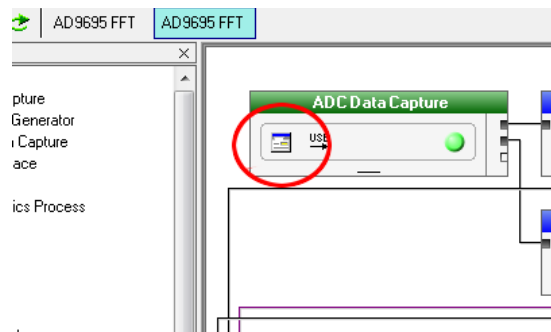 AD9695 FFT
AD9695 FFT
pture
Generator
Capture
ace
ics Process
ADC Data Capture
USB